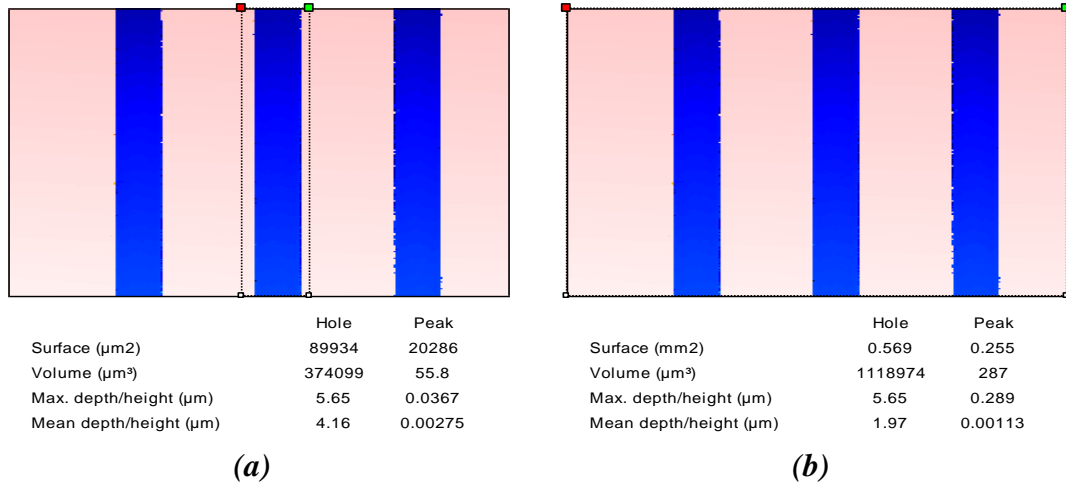 Hole Peak
Surface (µm2) 89934 20286
Volume (µm³) 374099 55.8
Max. depth/height (µm) 5.65 0.0367
Mean depth/height (µm) 4.16 0.00275
(a)
Hole Peak
Surface (mm2) 0.569 0.255
Volume (µm³) 1118974 287
Max. depth/height (µm) 5.65 0.289
Mean depth/height (µm) 1.97 0.00113
(b)